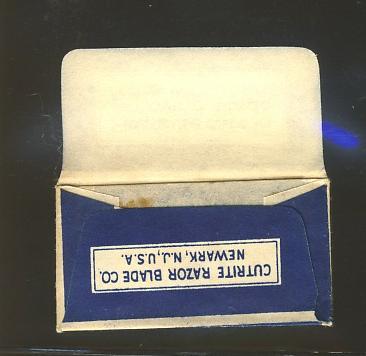 CUTRITE RAZOR BLADE CO.
NEWARK, N.J., U.S.A.